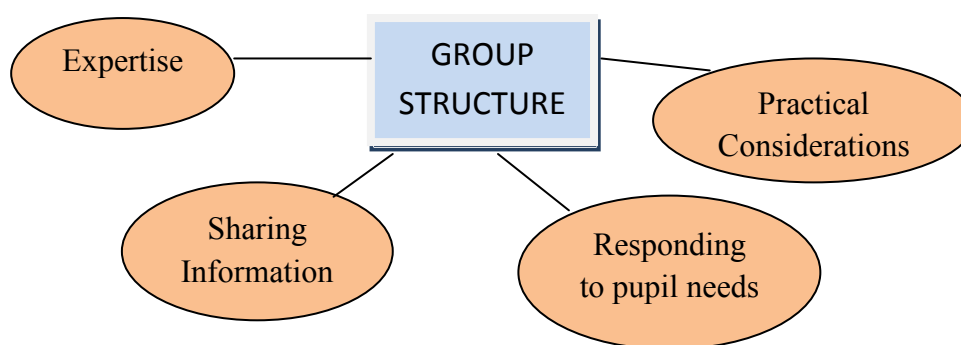 Expertise
GROUP
STRUCTURE
Practical
Considerations
Sharing
Information
Responding
to pupil needs